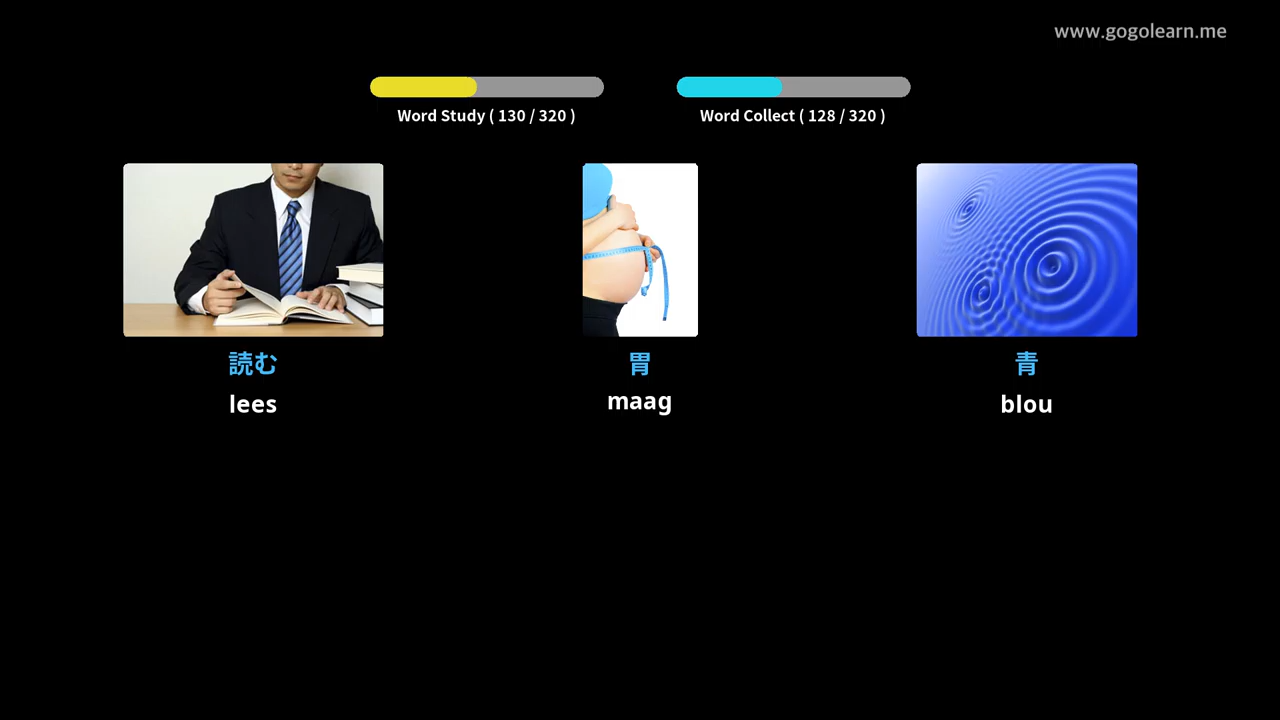 www.gogolearn.me
Word Study ( 130 / 320 )
Word Collect ( 128 / 320 )
読む
胃
青
lees
maag
blou